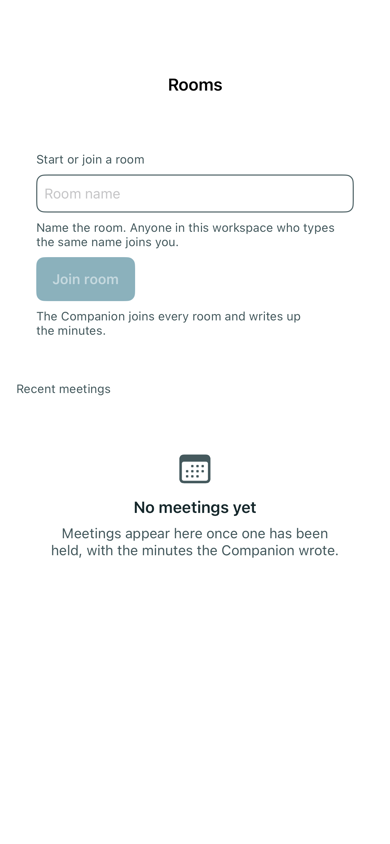 Rooms
Start or join a room
Room name
Name the room. Anyone in this workspace who types
the same name joins you.
Join room
The Companion joins every room and writes up
the minutes.
Recent meetings
No meetings yet
Meetings appear here once one has been
held, with the minutes the Companion wrote.